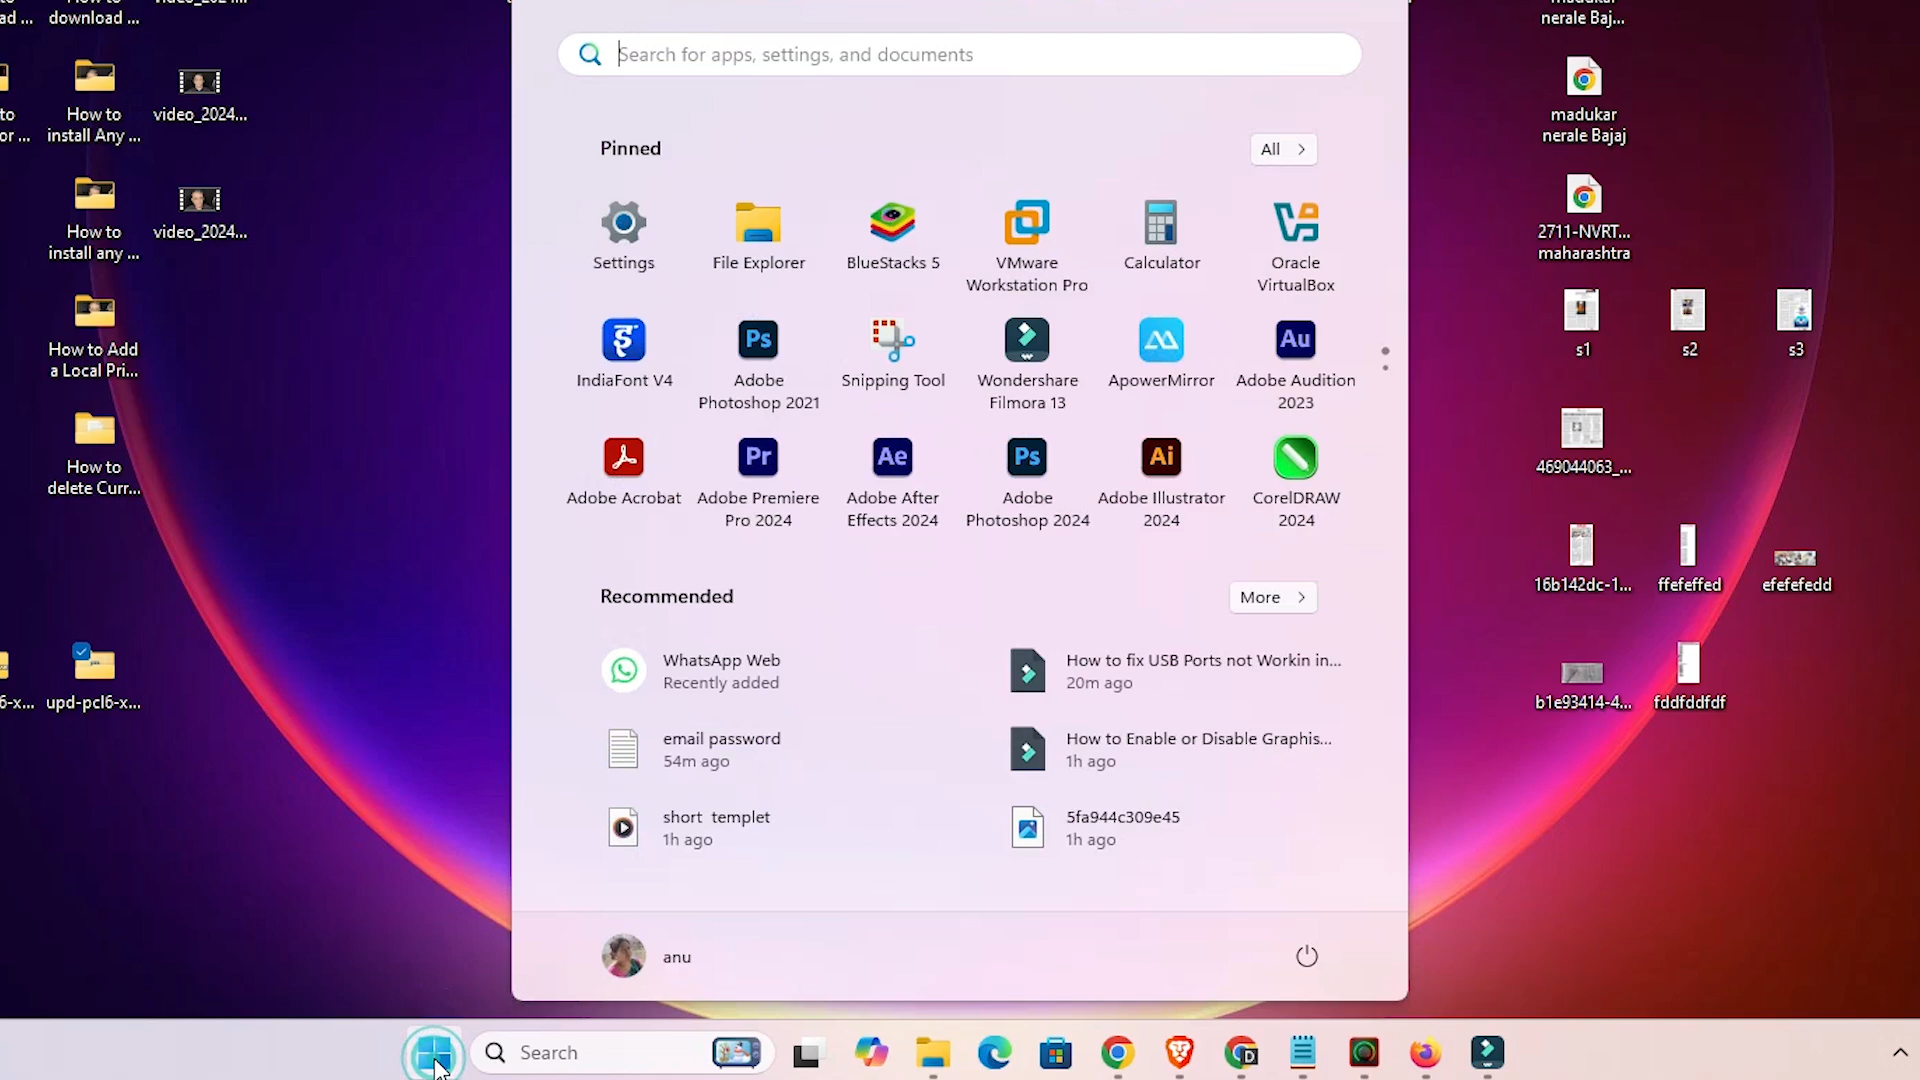 download ...
video_2024...
ad ...
nerale Baj...
Search for apps, settings, and documents
How to
install Any ...
video_2024...
to
or ...
madukar
nerale Bajaj
Pinned
All
How to
install any ...
video_2024...
Settings
File Explorer
BlueStacks 5
VMware
Workstation Pro
Calculator
Oracle
VirtualBox
2711-NVRT...
maharashtra
How to Add
a Local Pri...
IndiaFont V4
Ps
Adobe
Photoshop 2021
Snipping Tool
Wondershare
Filmora 13
ApowerMirror
Au
Adobe Audition
2023
s1
s2
s3
How to
delete Curr...
Adobe Acrobat
Pr
Adobe Premiere
Pro 2024
Ae
Adobe After
Effects 2024
Ps
Adobe
Photoshop 2024
Ai
Adobe Illustrator
2024
CorelDRAW
2024
469044063_...
Recommended
More
16b142dc-1...
ffefeffed
efefefedd
6-x...
upd-pcl6-x...
WhatsApp Web
Recently added
How to fix USB Ports not Workin in...
20m ago
b1e93414-4...
fddfddfdf
email password
54m ago
How to Enable or Disable Graphis...
1h ago
short templet
1h ago
5fa944c309e45
1h ago
anu
Search
D